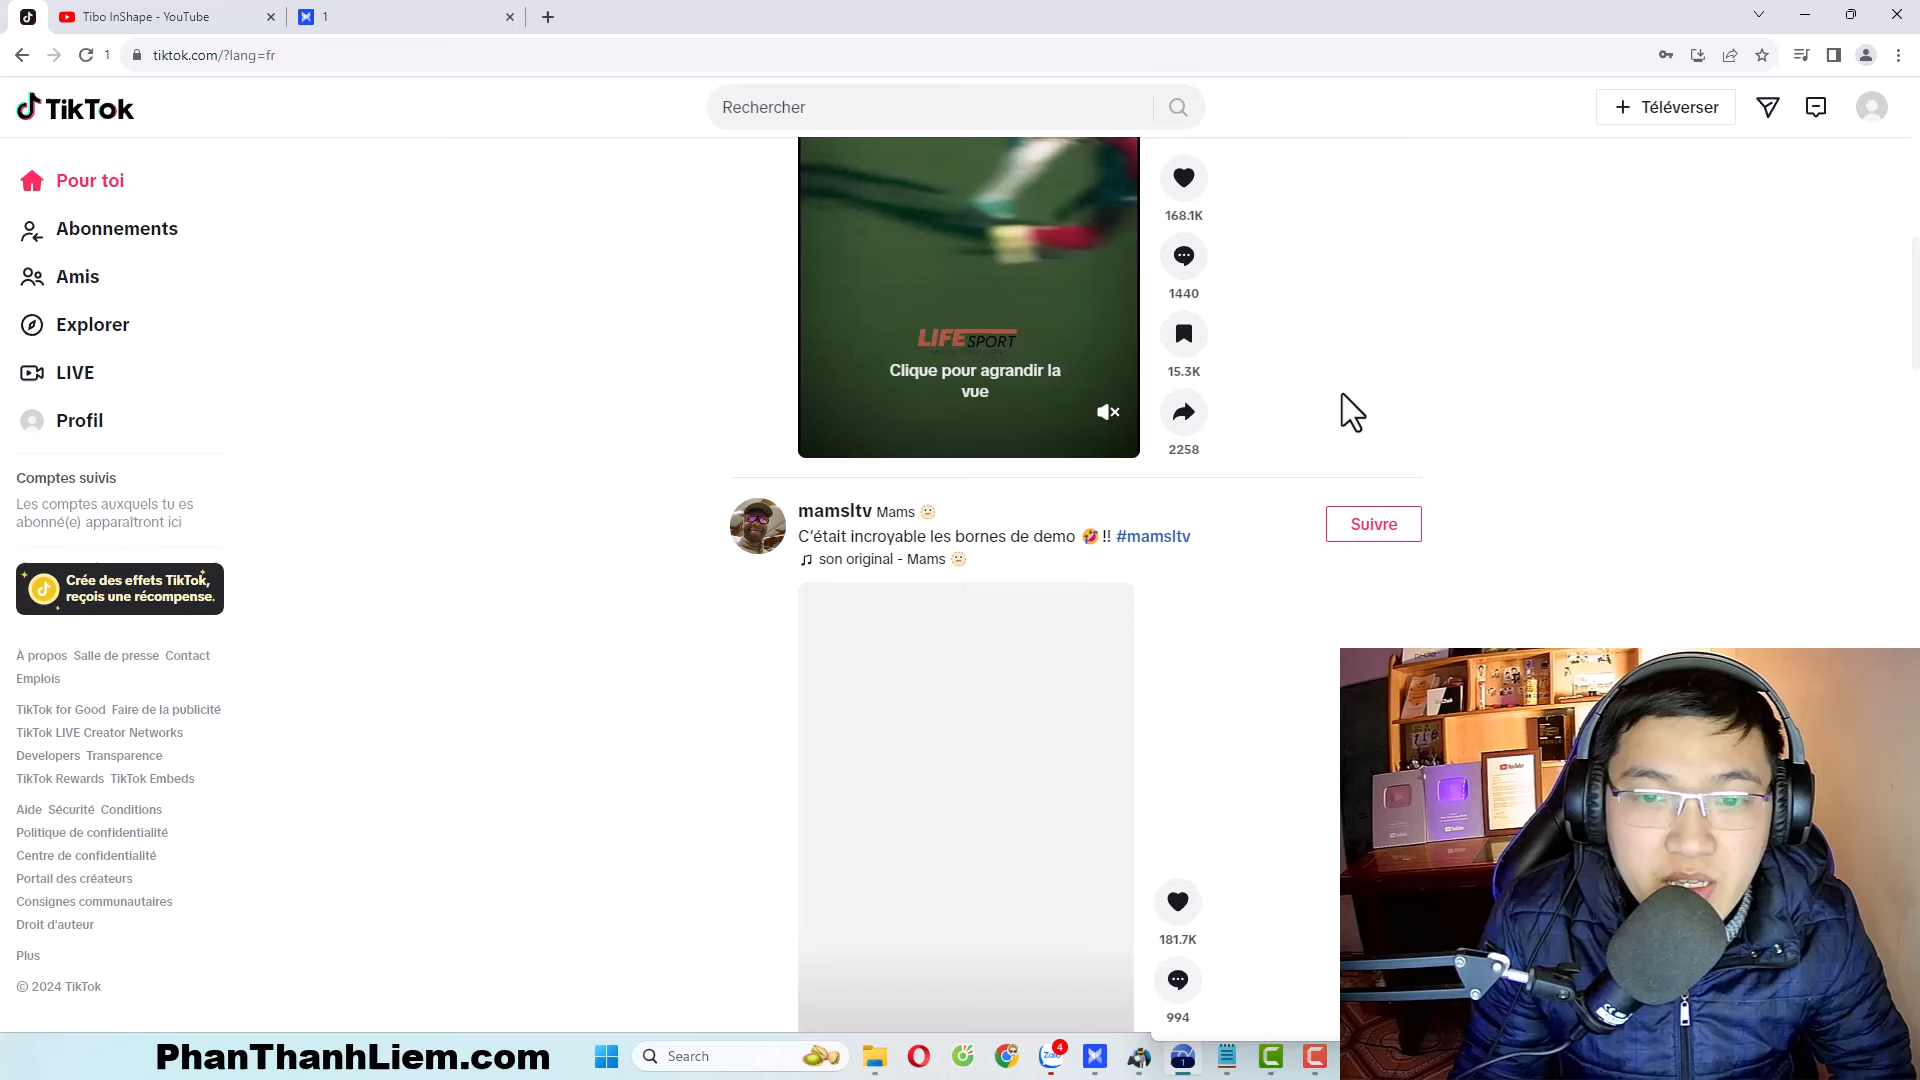 Tibo InShape - YouTube
1
1
tiktok.com/?lang=fr
TikTok
Rechercher
Téléverser
Pour toi
Abonnements
Amis
Explorer
LIVE
Profil
Comptes suivis
Les comptes auxquels tu es
abonné(e) apparaîtront ici
Crée des effets TikTok,
reçois une récompense.
À propos Salle de presse Contact
Emplois
TikTok for Good Faire de la publicité
TikTok LIVE Creator Networks
Developers Transparence
TikTok Rewards TikTok Embeds
Aide Sécurité Conditions
Politique de confidentialité
Centre de confidentialité
Portail des créateurs
Consignes communautaires
Droit d'auteur
Plus
© 2024 TikTok
LIFE SPORT
Clique pour agrandir la
vue
168.1K
1440
15.3K
2258
mamsltv Mams
C'était incroyable les bornes de demo 🤣 !! #mamsltv
son original - Mams
Suivre
181.7K
994
PhanThanhLiem.com
Search
Zalo
4
1